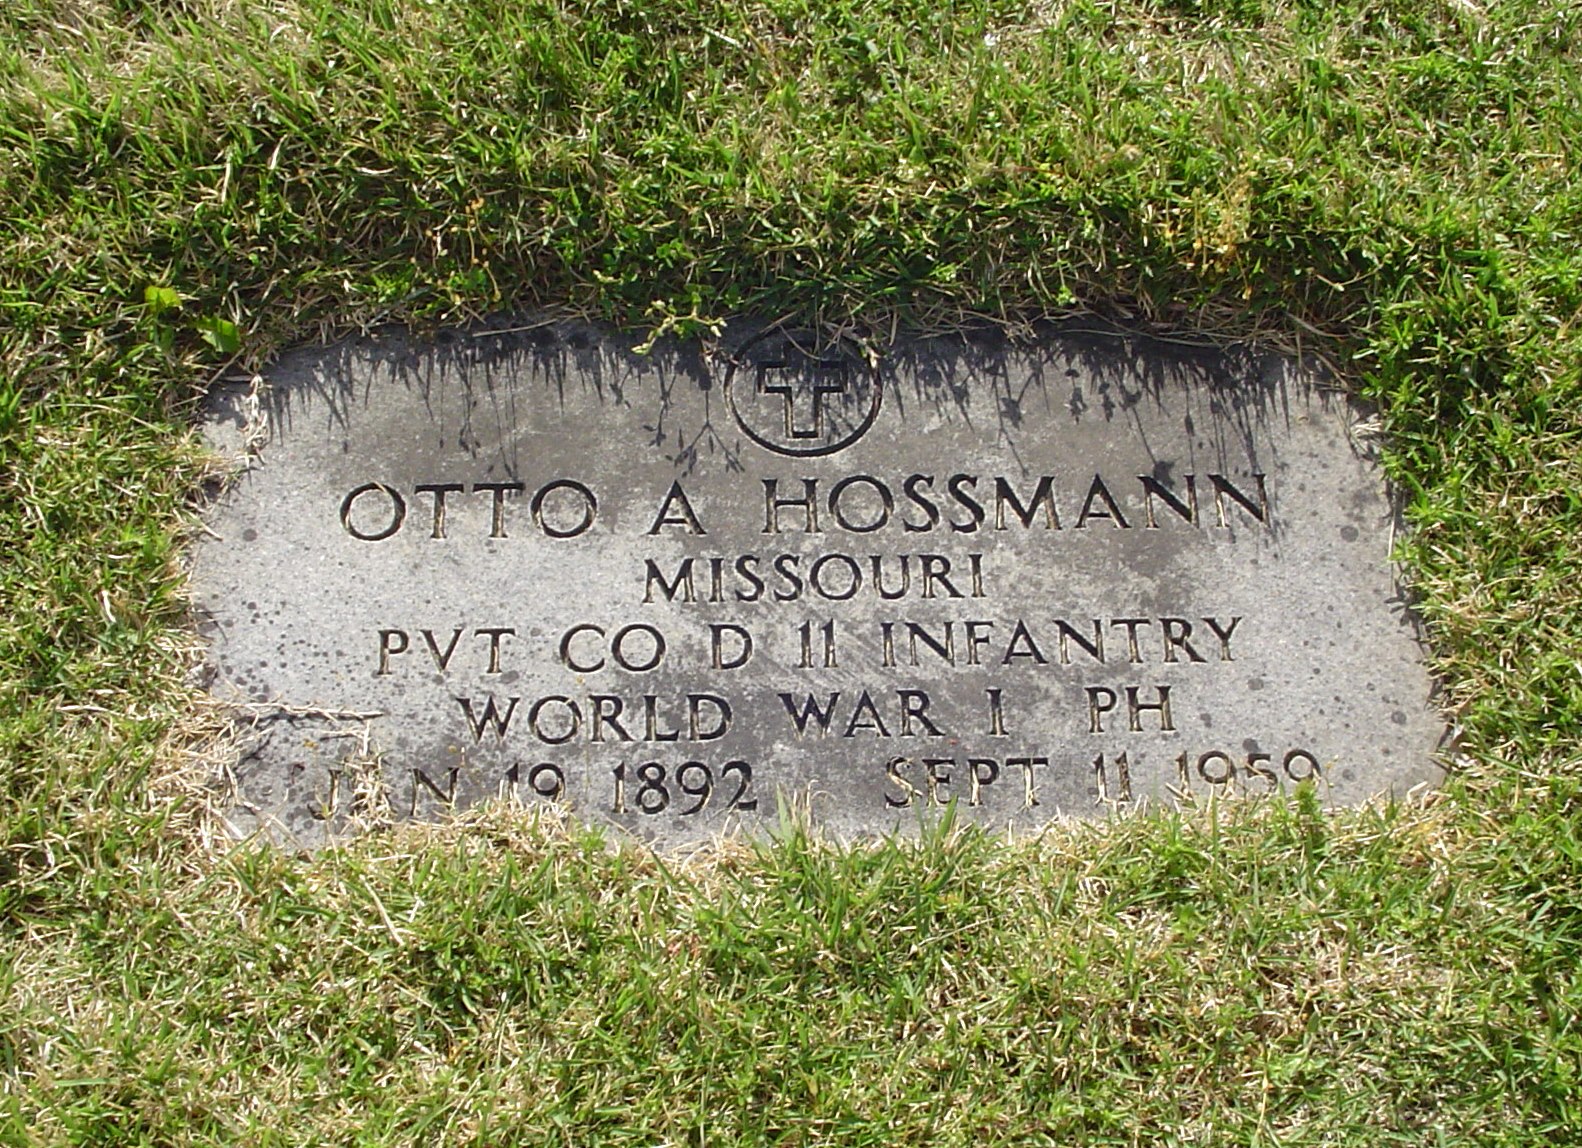 OTTO A HOSSMANN
MISSOURI
PVT CO D 11 INFANTRY
WORLD WAR I PH
JAN 19 1892 SEPT 11 1959